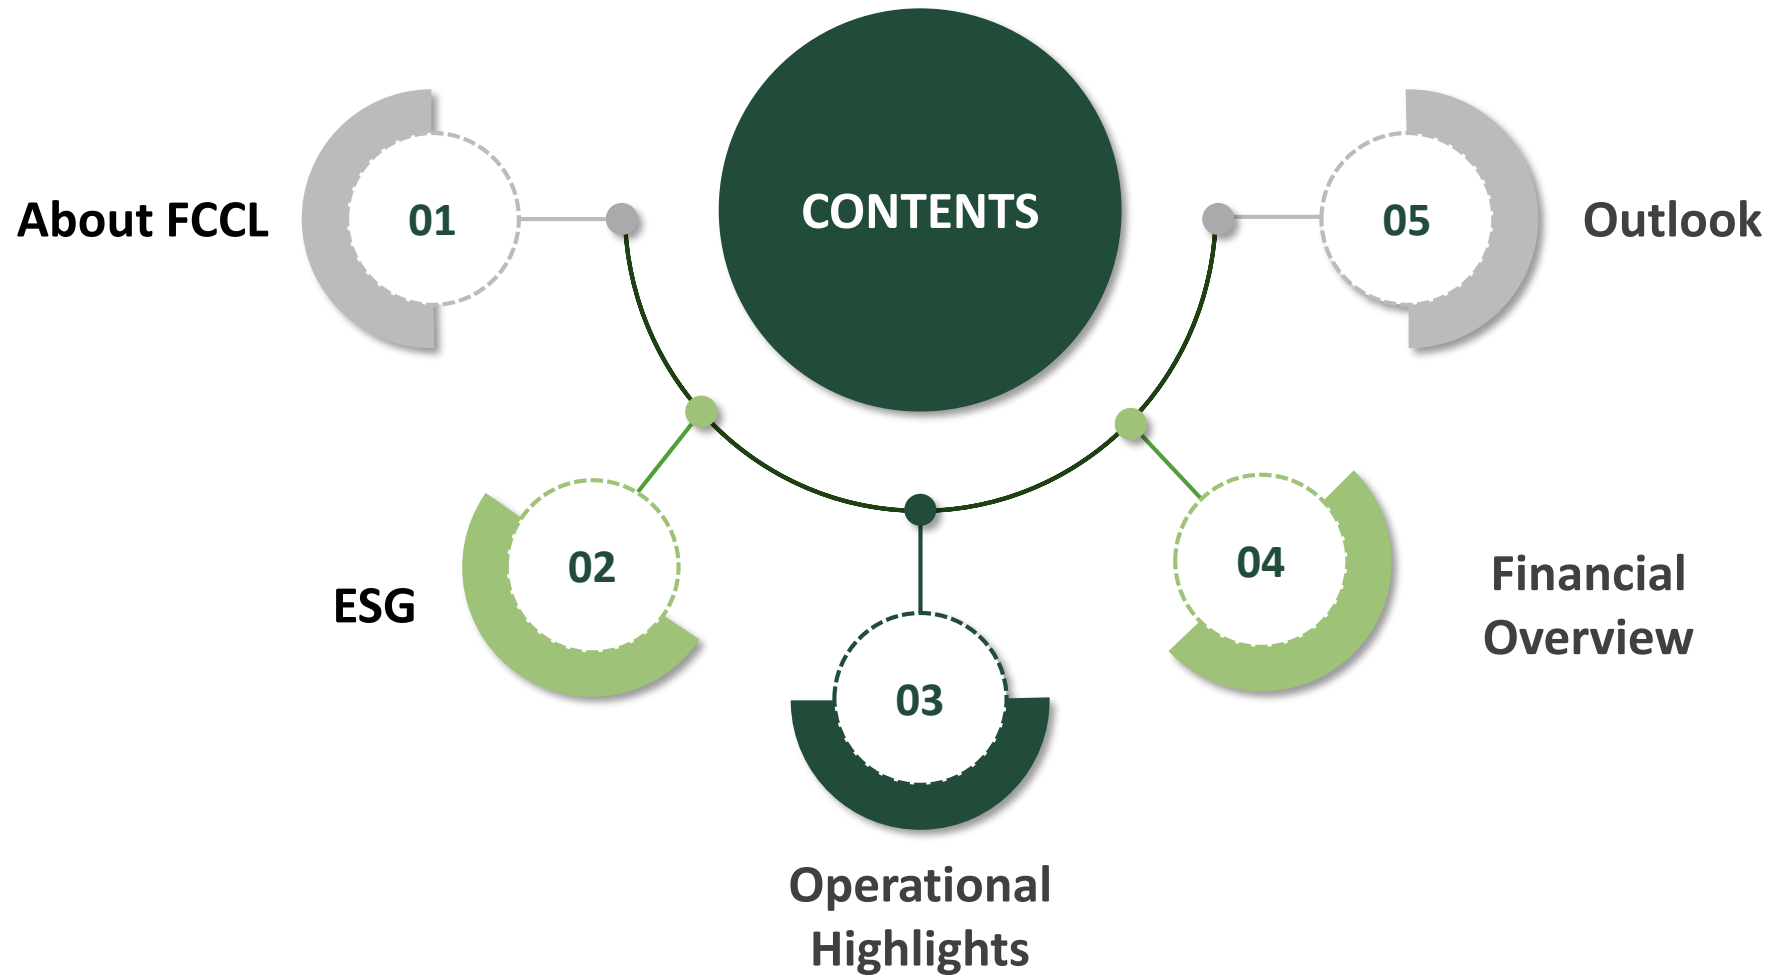 CONTENTS
01
About FCCL
02
ESG
03
Operational
Highlights
04
Financial
Overview
05
Outlook